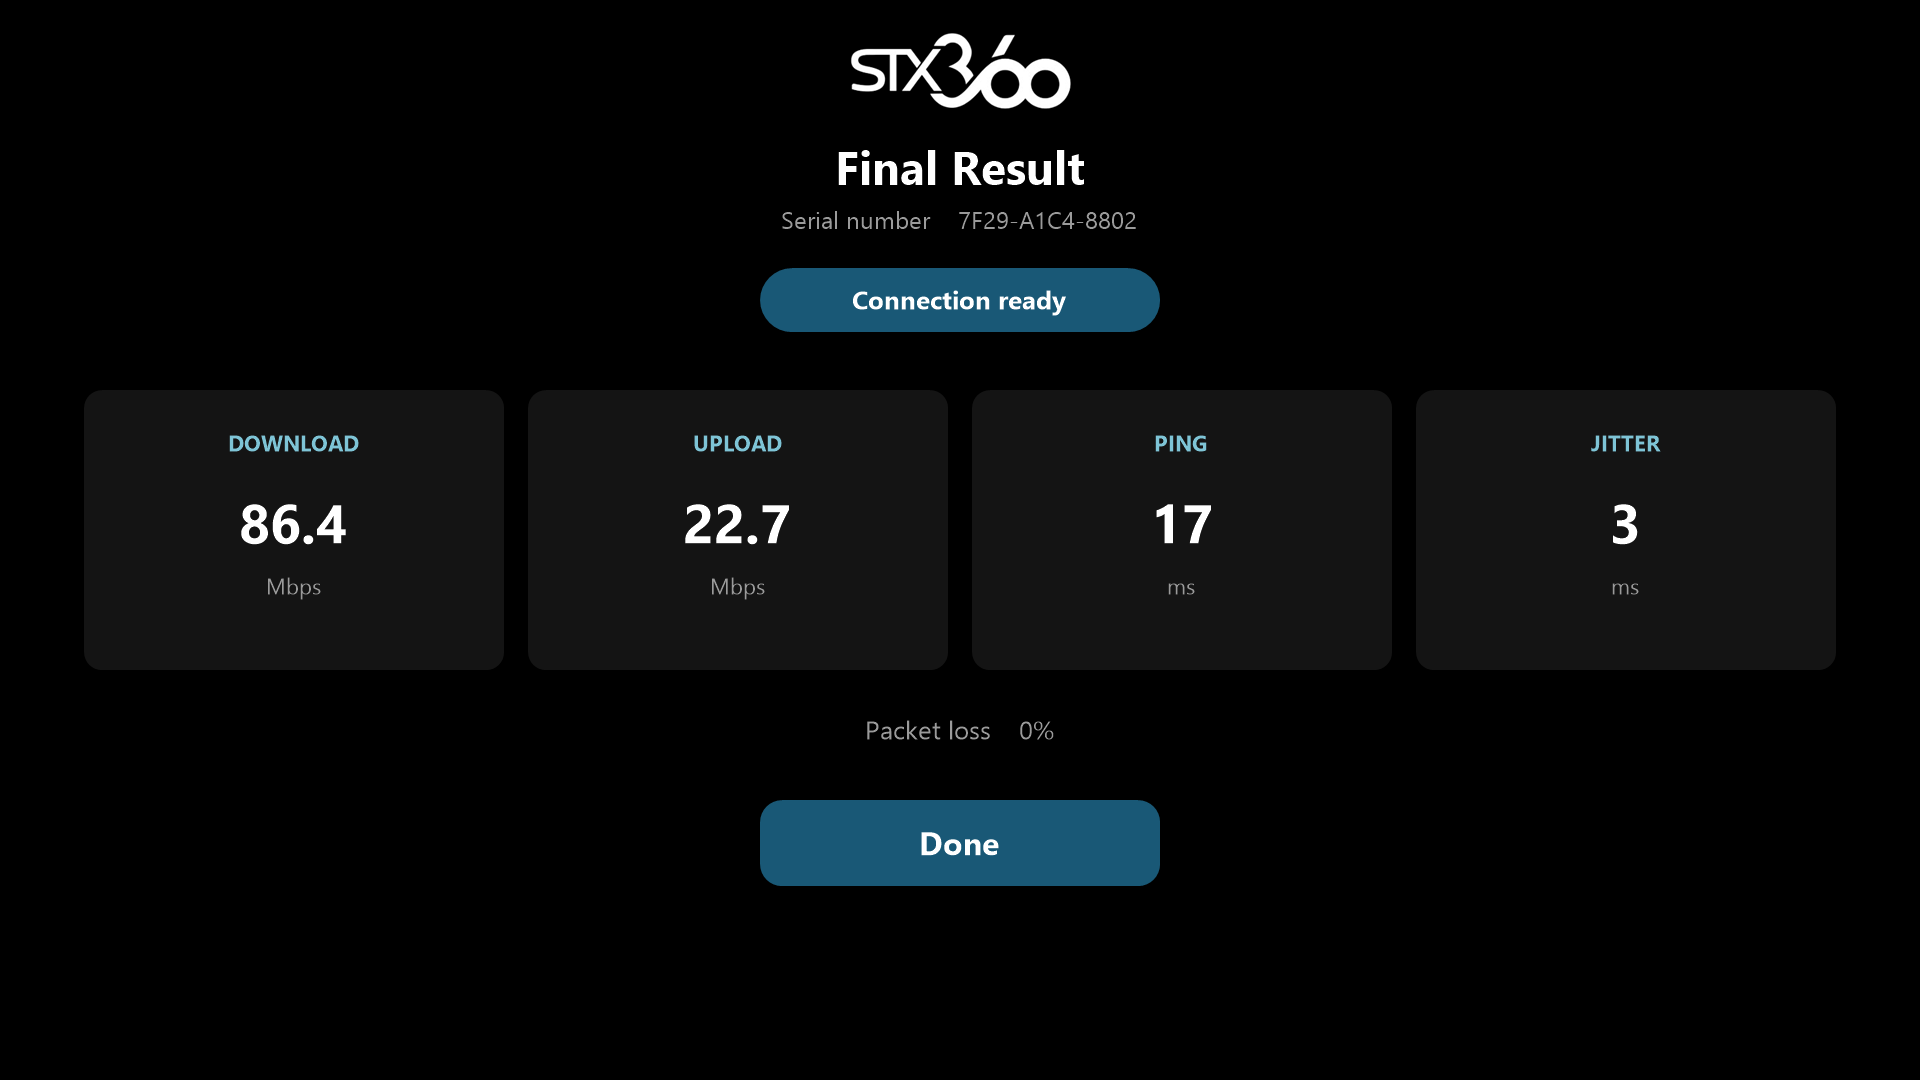 STX360
Final Result
Serial number 7F29-A1C4-8802
Connection ready
DOWNLOAD
86.4
Mbps
UPLOAD
22.7
Mbps
PING
17
ms
JITTER
3
ms
Packet loss 0%
Done